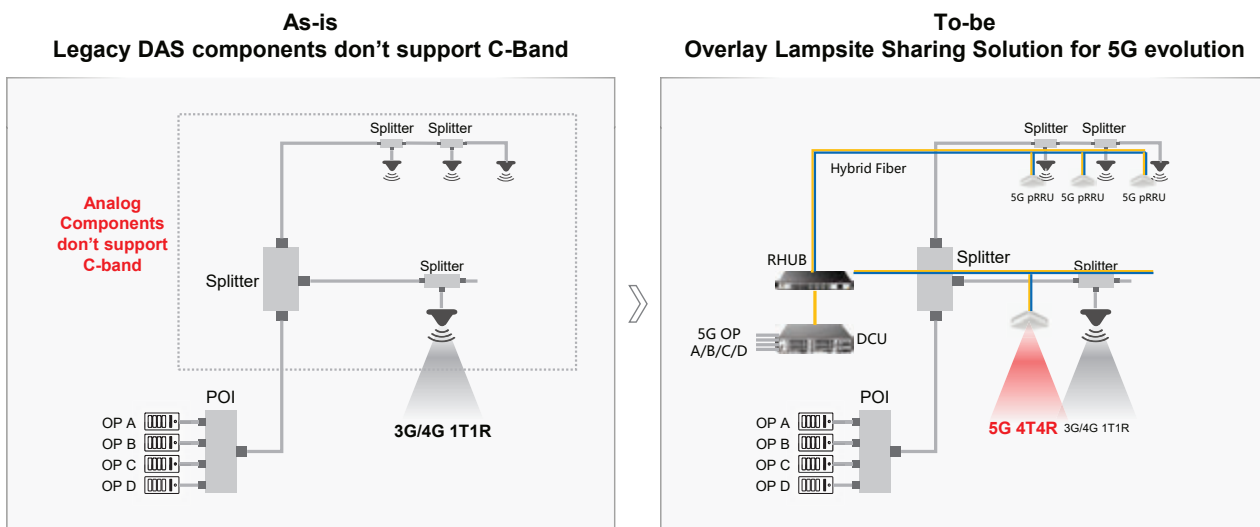 As-is
Legacy DAS components don’t support C-Band
Splitter
Splitter
Analog
Components
don’t support
C-band
Splitter
Splitter
POI
OP A
OP B
OP C
OP D
3G/4G 1T1R
To-be
Overlay Lampsite Sharing Solution for 5G evolution
Splitter
Splitter
Hybrid Fiber
5G pRRU
5G pRRU
5G pRRU
RHUB
Splitter
Splitter
5G OP
A/B/C/D
DCU
POI
OP A
OP B
OP C
OP D
5G 4T4R
3G/4G 1T1R